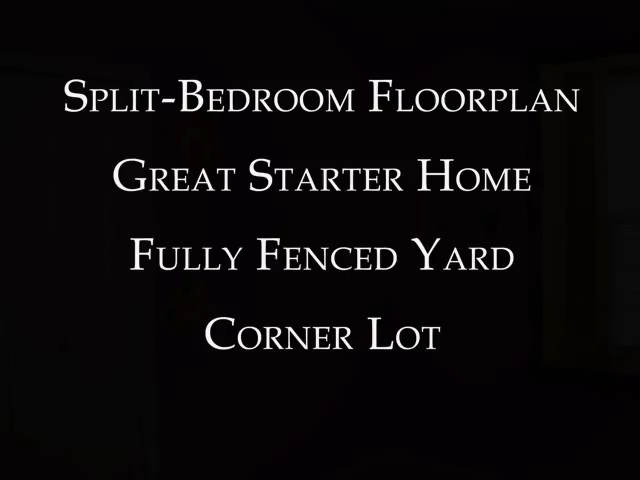 Split-Bedroom Floorplan
Great Starter Home
Fully Fenced Yard
Corner Lot